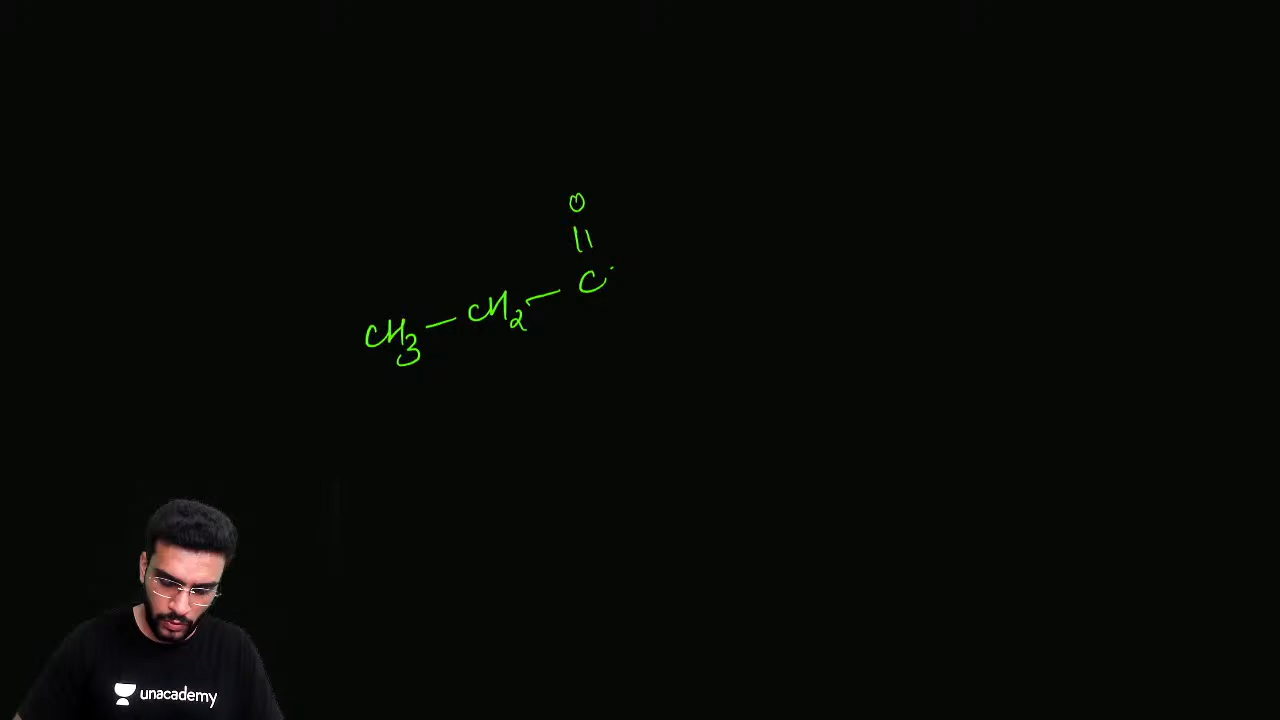 O
||
CH3 — CH2 — C
unacademy